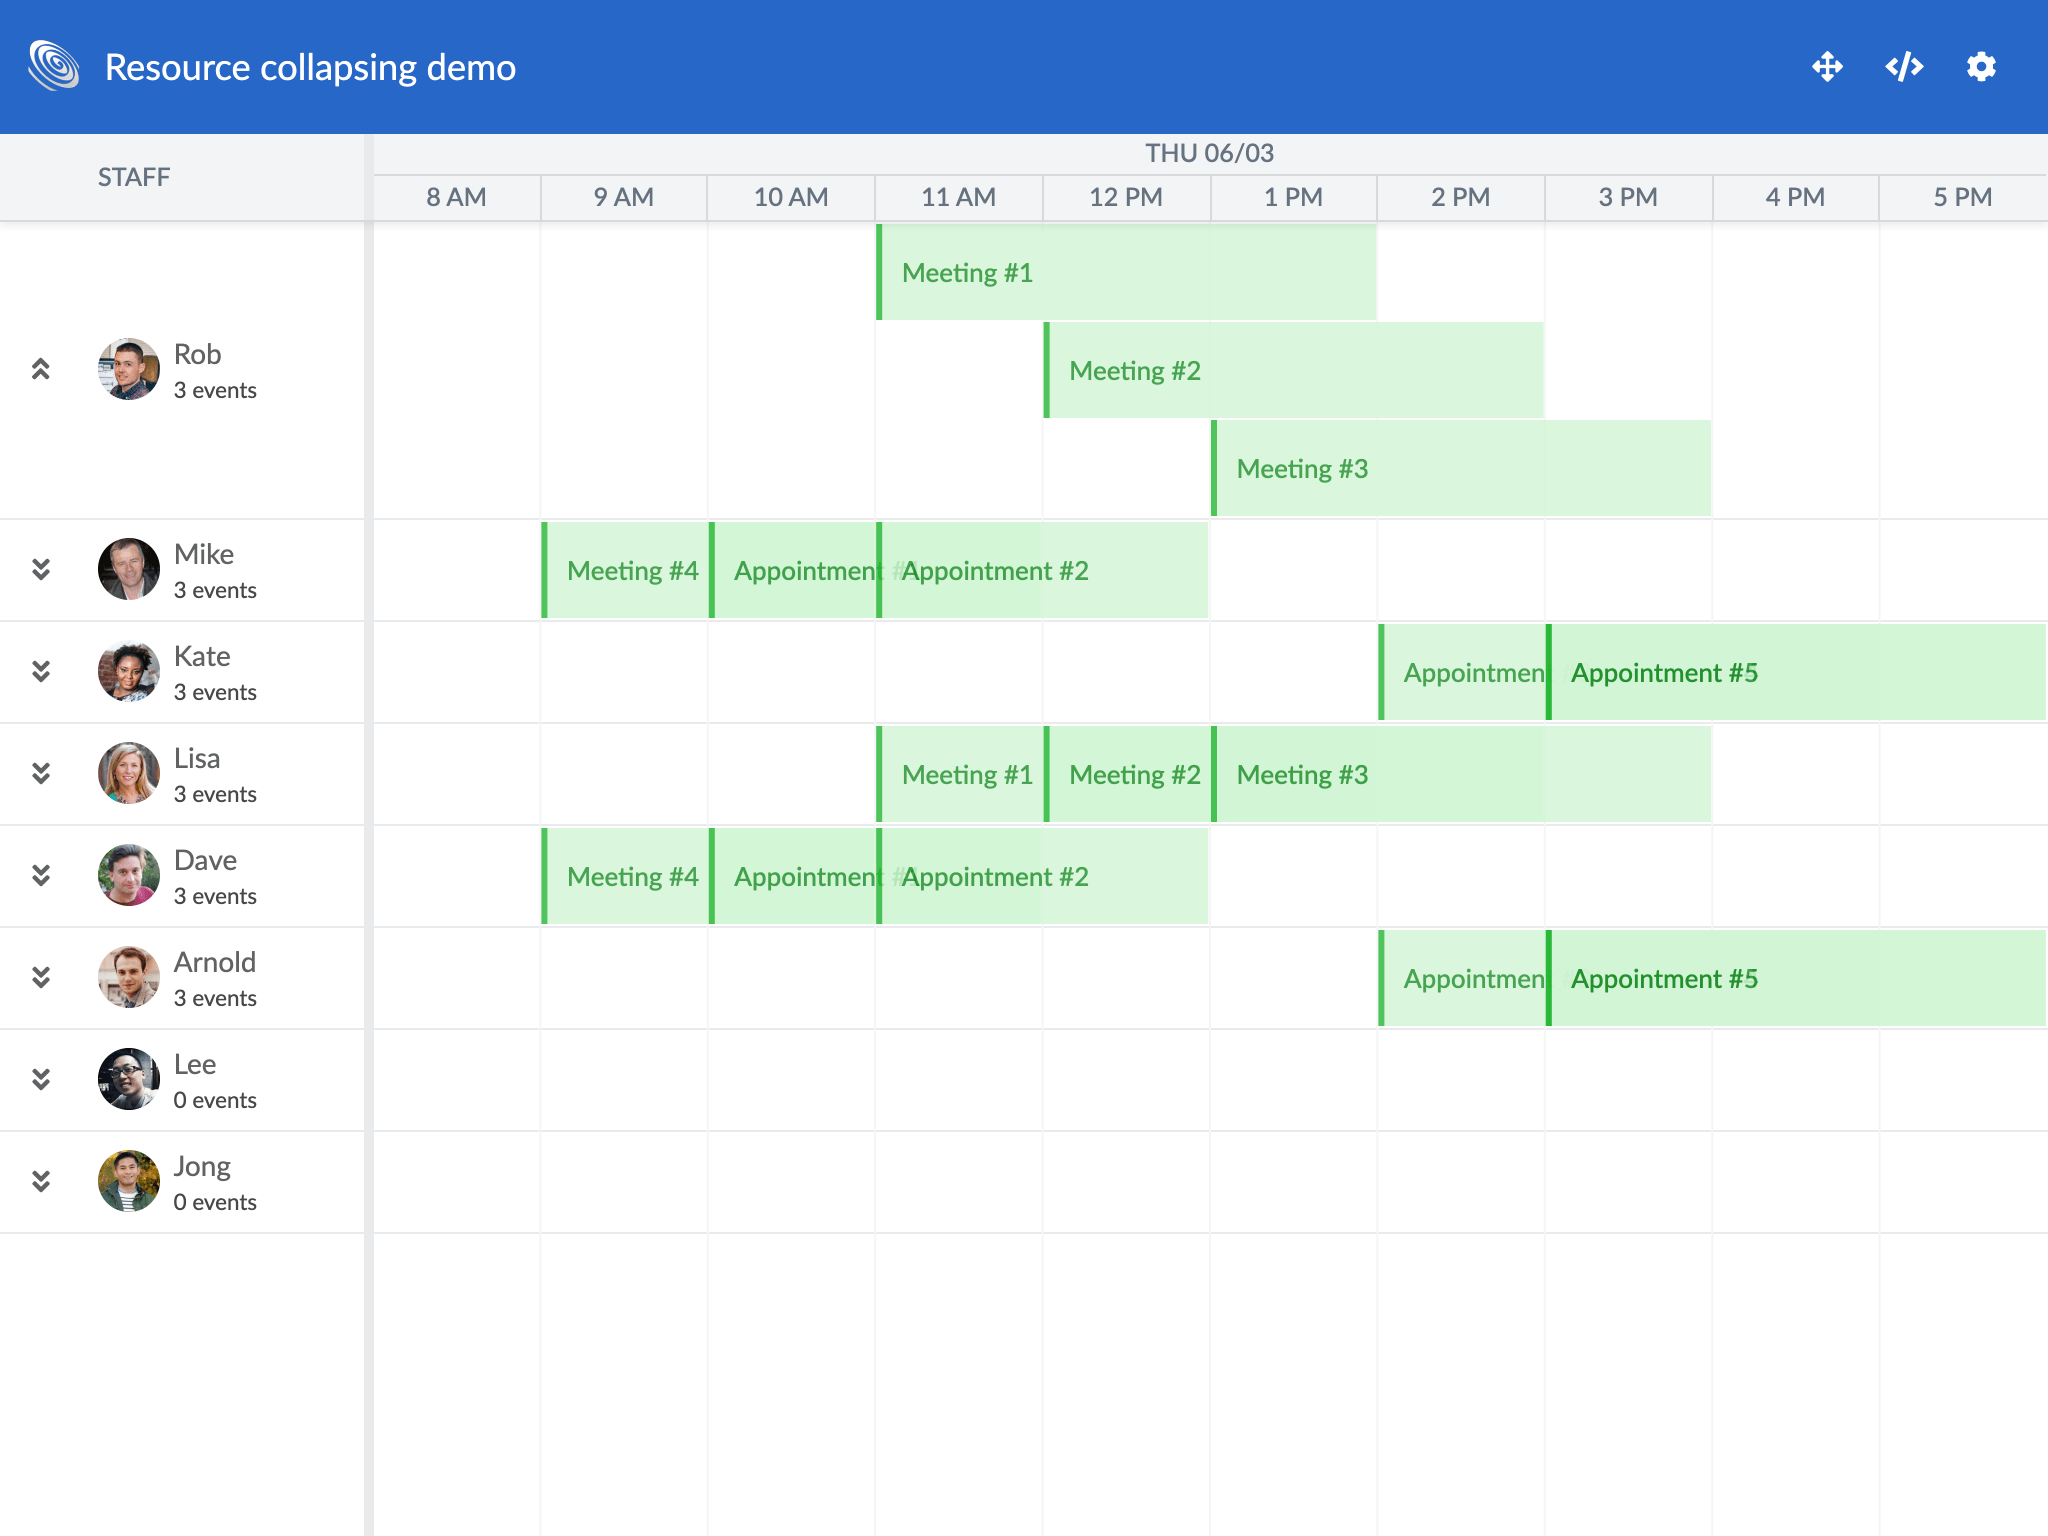 Resource collapsing demo
STAFF
THU 06/03
8 AM 9 AM 10 AM 11 AM 12 PM 1 PM 2 PM 3 PM 4 PM 5 PM
Rob
3 events
Meeting #1
Meeting #2
Meeting #3
Mike
3 events
Meeting #4 Appointment # Appointment #2
Kate
3 events
Appointmen Appointment #5
Lisa
3 events
Meeting #1 Meeting #2 Meeting #3
Dave
3 events
Meeting #4 Appointment # Appointment #2
Arnold
3 events
Appointmen Appointment #5
Lee
0 events
Jong
0 events